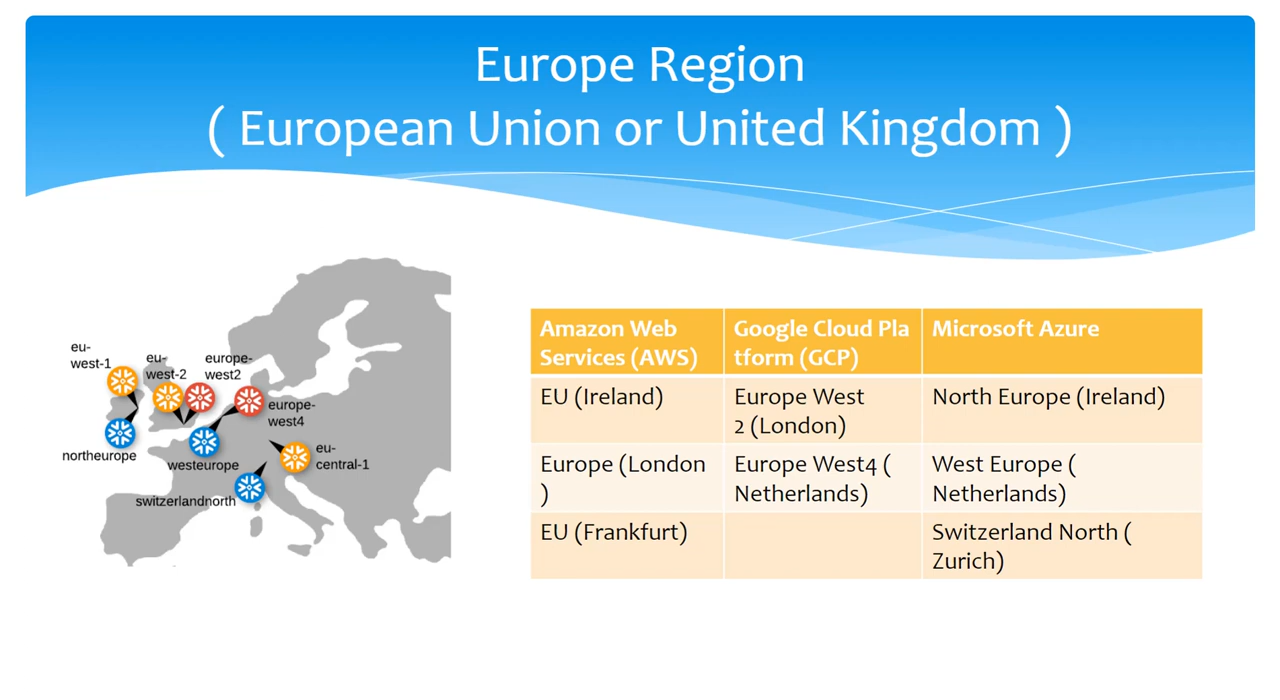 Europe Region
( European Union or United Kingdom )
eu-
west-1
eu-
west-2
europe-
west2
europe-
west4
northeurope
westeurope
eu-
central-1
switzerlandnorth
Amazon Web
Services (AWS)
Google Cloud Pla
tform (GCP)
Microsoft Azure
EU (Ireland)
Europe West
2 (London)
North Europe (Ireland)
Europe (London
)
Europe West4 (
Netherlands)
West Europe (
Netherlands)
EU (Frankfurt)
Switzerland North (
Zurich)